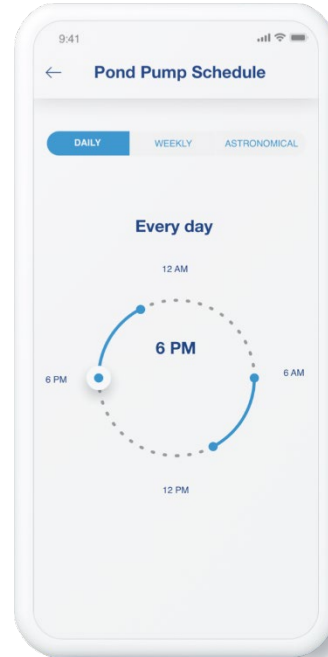 9:41
Pond Pump Schedule
DAILY WEEKLY ASTRONOMICAL
Every day
12 AM
6 PM
6 PM
6 AM
12 PM